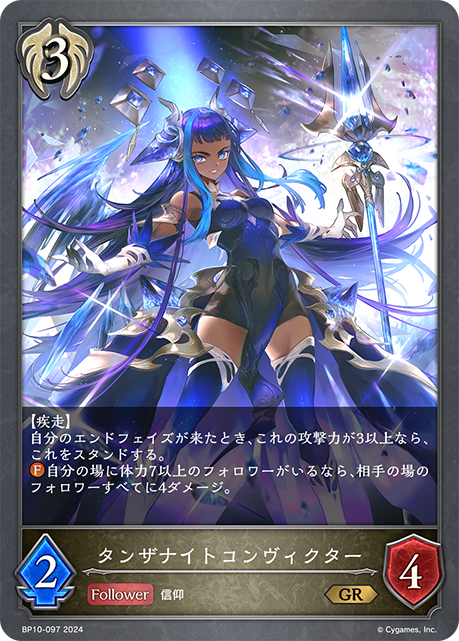 3
【疾走】
自分のエンドフェイズが来たとき、これの攻撃力が3以上なら、
これをスタンドする。
F自分の場に体力7以上のフォロワーがいるなら、相手の場の
フォロワーすべてに4ダメージ。
タンザナイトコンヴィクター
2
Follower 信仰
GR
4
BP10-097 2024
© Cygames, Inc.